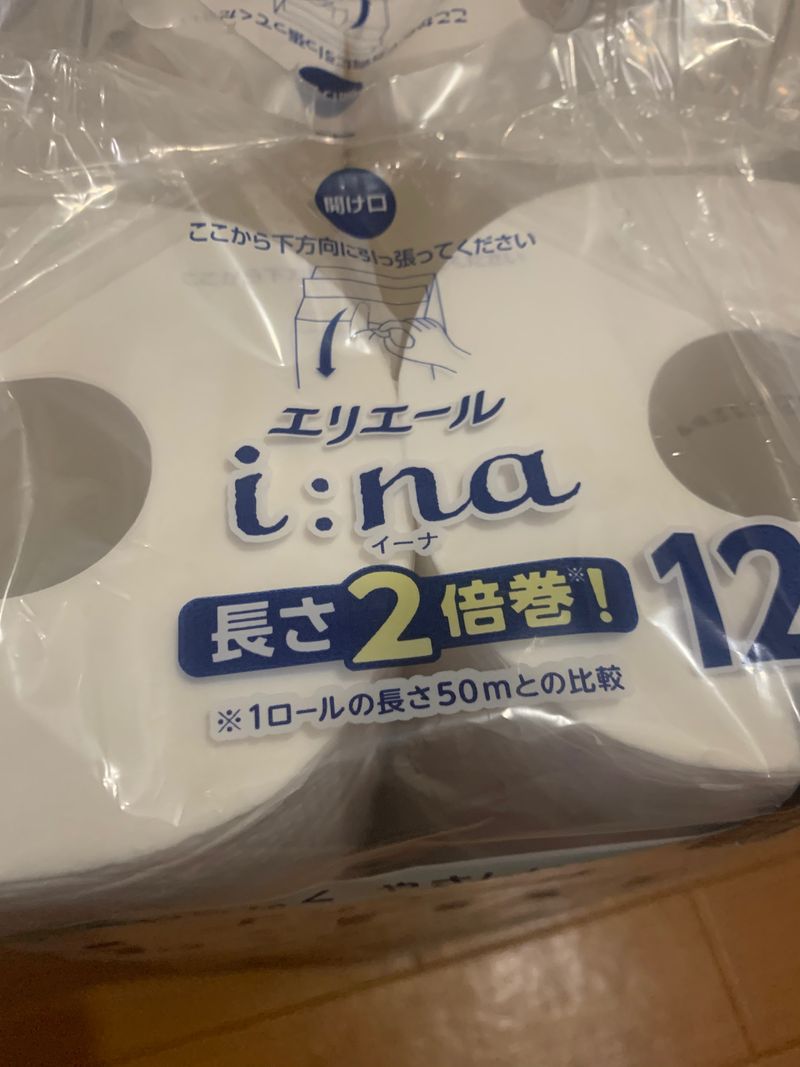 開け口
ここから下方向に引っ張ってください
エリエール
i:na
イーナ
長さ2倍巻※!
12
※1ロールの長さ50mとの比較